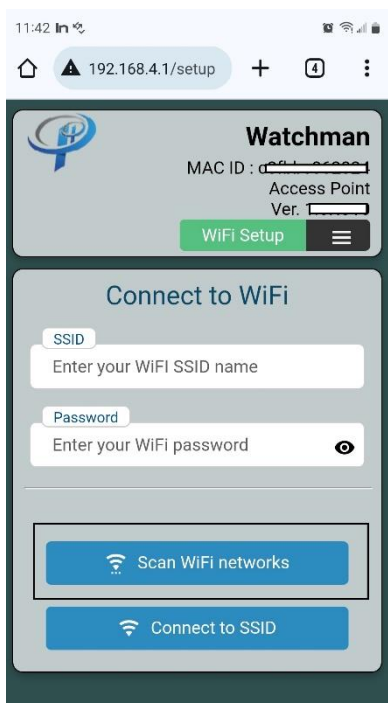 11:42 In
192.168.4.1/setup + 4
Watchman
MAC ID :
Access Point
Ver.
WiFi Setup
Connect to WiFi
SSID
Enter your WiFI SSID name
Password
Enter your WiFi password
Scan WiFi networks
Connect to SSID